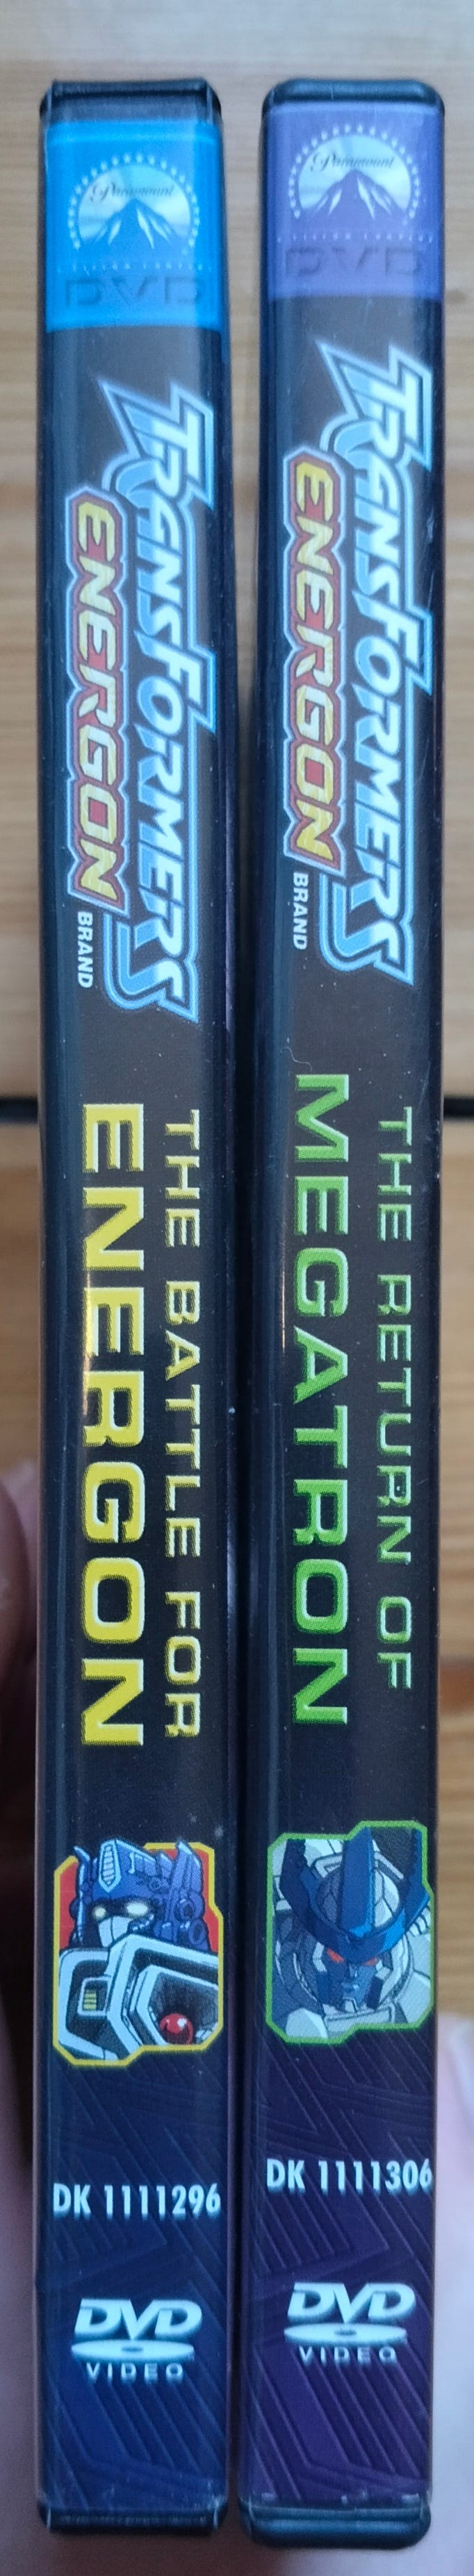 Paramount
DVD
TRANSFORMERS
ENERGON
BRAND
THE BATTLE FOR
ENERGON
DK 1111296
DVD
VIDEO
Paramount
DVD
TRANSFORMERS
ENERGON
BRAND
THE RETURN OF
MEGATRON
DK 1111306
DVD
VIDEO